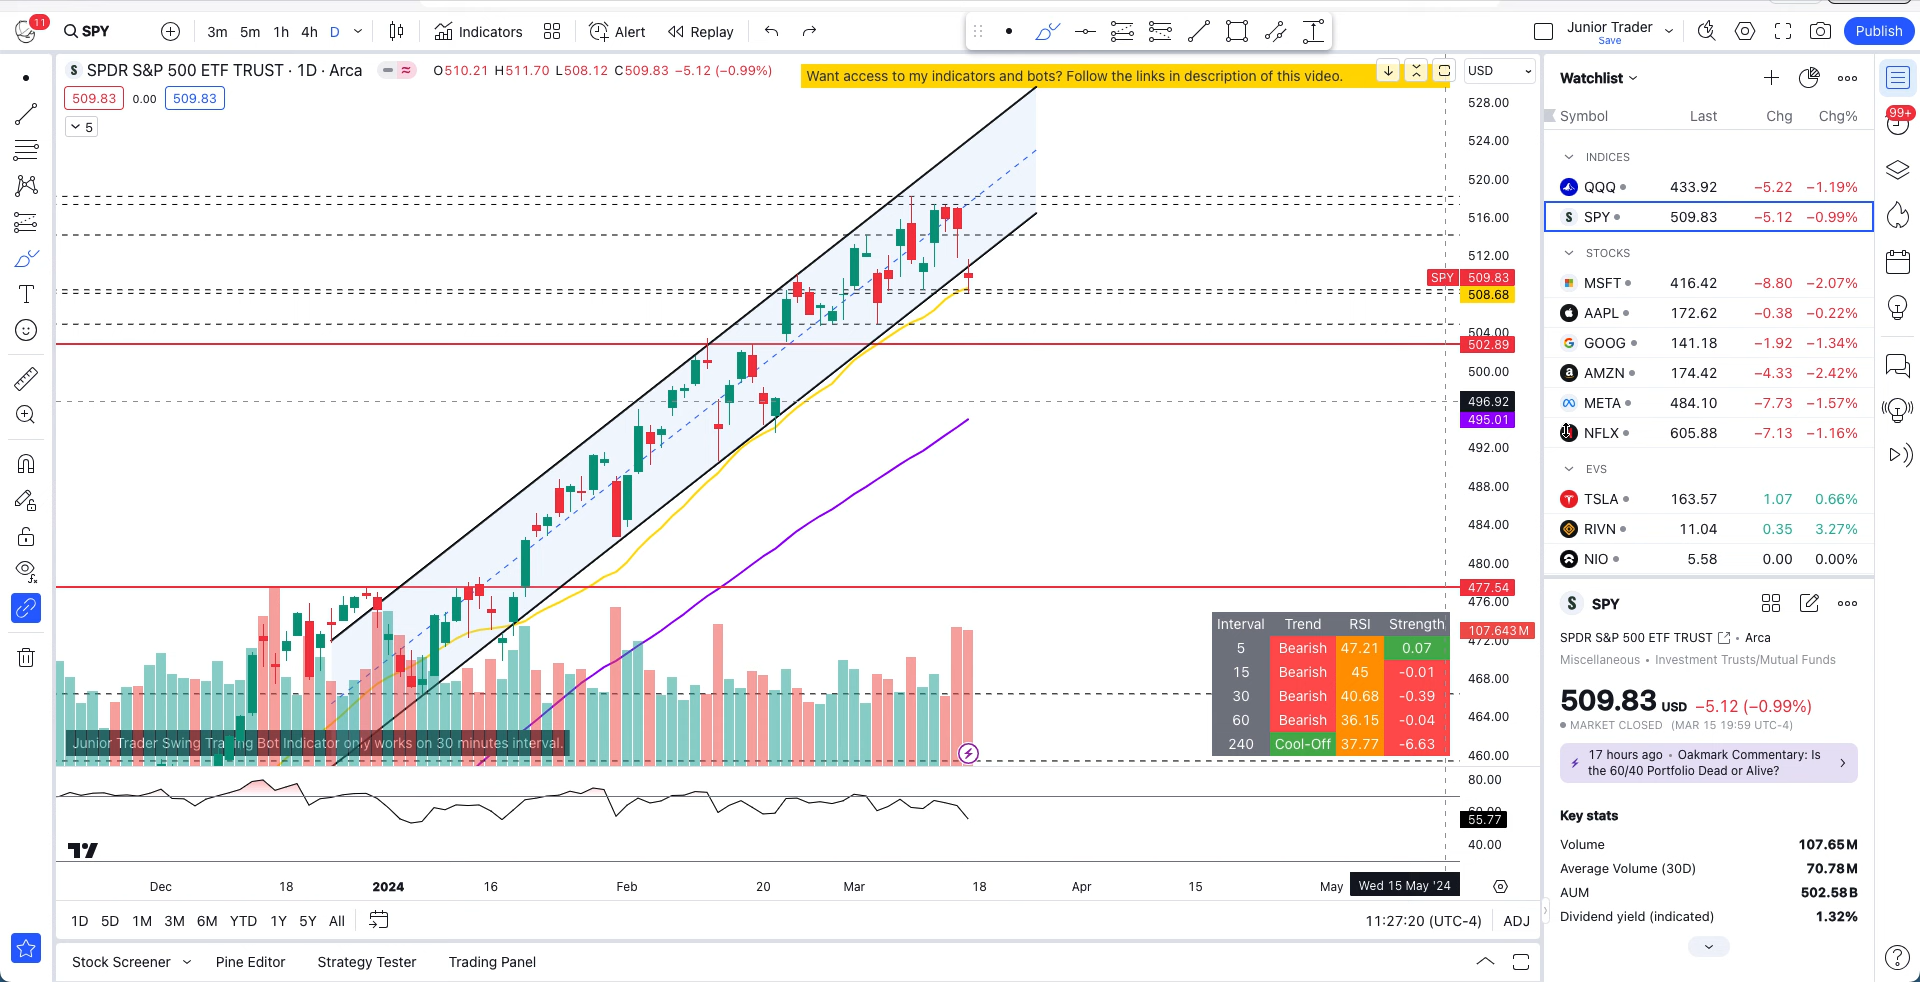 11
SPY
3m 5m 1h 4h D
Indicators
Alert
Replay
Junior Trader
Save
Publish
SPDR S&P 500 ETF TRUST · 1D · Arca
O510.21 H511.70 L508.12 C509.83 −5.12 (−0.99%)
Want access to my indicators and bots? Follow the links in description of this video.
USD
509.83 0.00 509.83
5
528.00
524.00
520.00
516.00
512.00
SPY 509.83
508.68
504.00
502.89
500.00
496.92
495.01
492.00
488.00
484.00
480.00
477.54
476.00
107.643M
472.00
468.00
464.00
460.00
80.00
60.00
55.77
40.00
Interval Trend RSI Strength
5 Bearish 47.21 0.07
15 Bearish 45 -0.01
30 Bearish 40.68 -0.39
60 Bearish 36.15 -0.04
240 Cool-Off 37.77 -6.63
Junior Trader Swing Trading Bot Indicator only works on 30 minutes interval.
Dec 18 2024 16 Feb 20 Mar 18 Apr 15 May Wed 15 May '24
1D 5D 1M 3M 6M YTD 1Y 5Y All
11:27:20 (UTC-4) ADJ
Stock Screener Pine Editor Strategy Tester Trading Panel
Watchlist
Symbol Last Chg Chg%
INDICES
QQQ 433.92 −5.22 −1.19%
SPY 509.83 −5.12 −0.99%
STOCKS
MSFT 416.42 −8.80 −2.07%
AAPL 172.62 −0.38 −0.22%
GOOG 141.18 −1.92 −1.34%
AMZN 174.42 −4.33 −2.42%
META 484.10 −7.73 −1.57%
NFLX 605.88 −7.13 −1.16%
EVS
TSLA 163.57 1.07 0.66%
RIVN 11.04 0.35 3.27%
NIO 5.58 0.00 0.00%
SPY
SPDR S&P 500 ETF TRUST • Arca
Miscellaneous • Investment Trusts/Mutual Funds
509.83 USD −5.12 (−0.99%)
MARKET CLOSED (MAR 15 19:59 UTC-4)
17 hours ago • Oakmark Commentary: Is
the 60/40 Portfolio Dead or Alive?
Key stats
Volume 107.65M
Average Volume (30D) 70.78M
AUM 502.58B
Dividend yield (indicated) 1.32%
99+